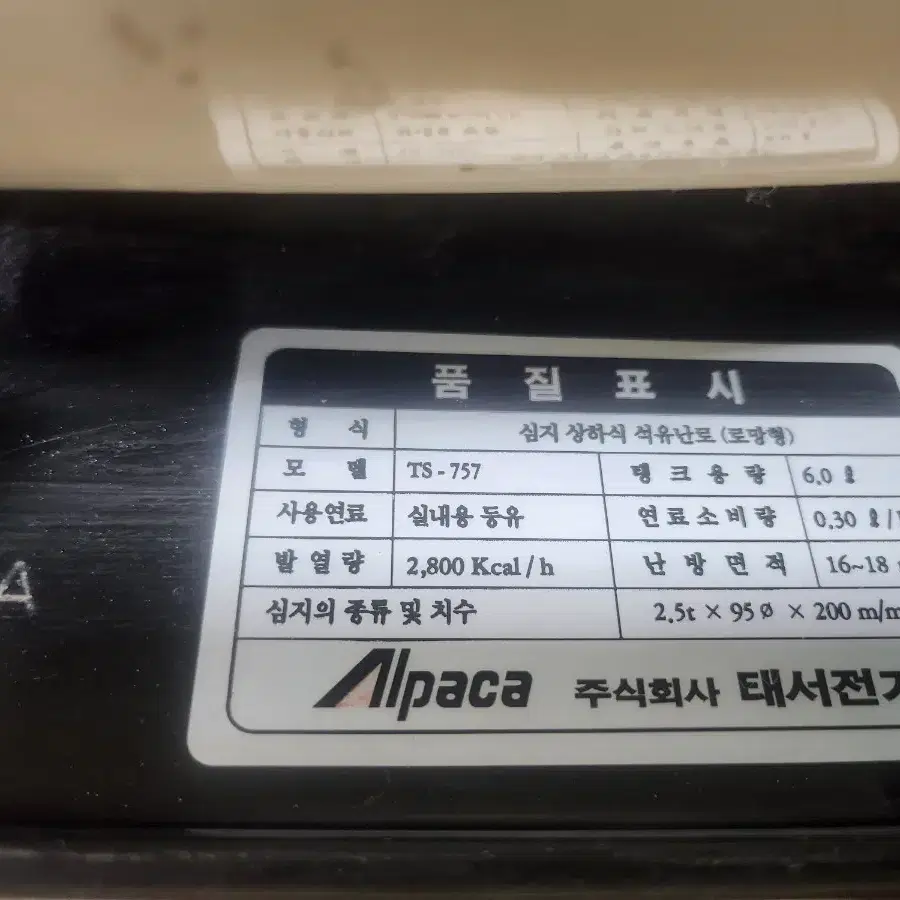 품질표시
형식 심지 상하식 석유난로 (로망형)
모델 TS-757 탱크용량 6.0 ℓ
사용연료 실내용 등유 연료소비량 0.30 ℓ/
발열량 2,800 Kcal/h 난방면적 16~18
심지의 종류 및 치수 2.5t × 95ø × 200 m/m
Alpaca 주식회사 태서전기
A